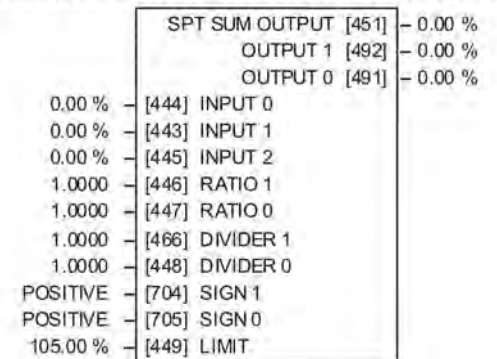 SPT SUM OUTPUT [451] – 0.00 %
OUTPUT 1 [492] – 0.00 %
OUTPUT 0 [491] – 0.00 %
0.00 % – [444] INPUT 0
0.00 % – [443] INPUT 1
0.00 % – [445] INPUT 2
1.0000 – [446] RATIO 1
1.0000 – [447] RATIO 0
1.0000 – [466] DIVIDER 1
1.0000 – [448] DIVIDER 0
POSITIVE – [704] SIGN 1
POSITIVE – [705] SIGN 0
105.00 % – [449] LIMIT